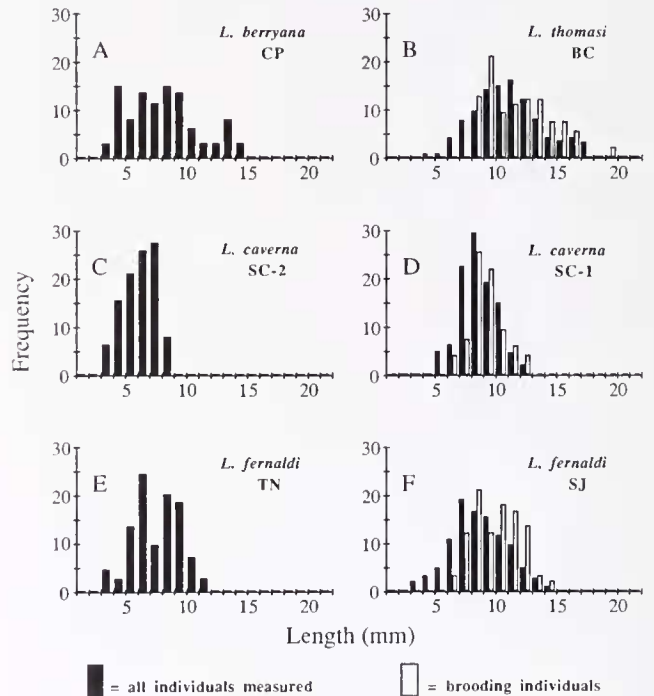 30
20
10
0
A
L. berryana
CP
5
10
15
20
30
20
10
0
B
L. thomasi
BC
5
10
15
20
Frequency
30
20
10
0
C
L. caverna
SC-2
5
10
15
20
30
20
10
0
D
L. caverna
SC-1
5
10
15
20
30
20
10
0
E
L. fernaldi
TN
5
10
15
20
30
20
10
0
F
L. fernaldi
SJ
5
10
15
20
Length (mm)
= all individuals measured
= brooding individuals